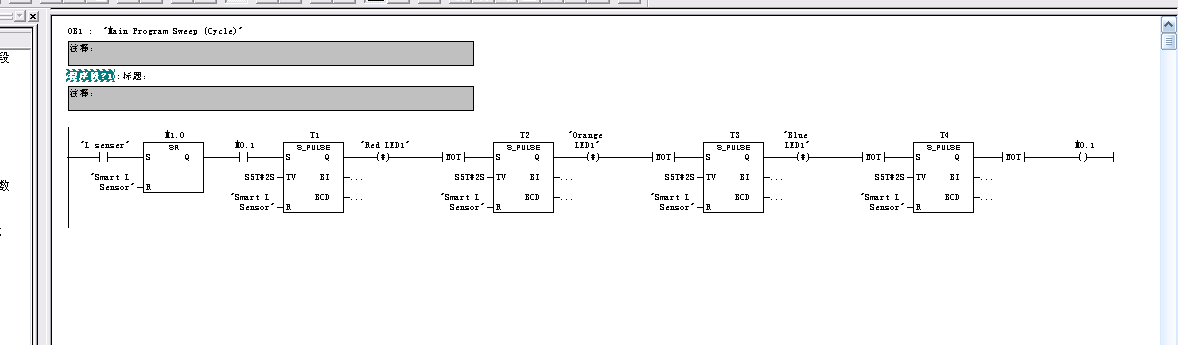 OB1 : "Main Program Sweep (Cycle)"
段
注释:
程序段?1:标题:
注释:
M1.0 T1 T2 "Orange T3 "Blue T4
"I senser" SR M0.1 S_PULSE "Red LED1" S_PULSE LED1" S_PULSE LED1" S_PULSE M0.1
S Q S Q (#) NOT S Q (#) NOT S Q (#) NOT S Q NOT ( )
"Smart I S5T#2S TV BI ... S5T#2S TV BI ... S5T#2S TV BI ... S5T#2S TV BI ...
数
Sensor" R
"Smart I BCD ... "Smart I BCD ... "Smart I BCD ... "Smart I BCD ...
Sensor" R Sensor" R Sensor" R Sensor" R